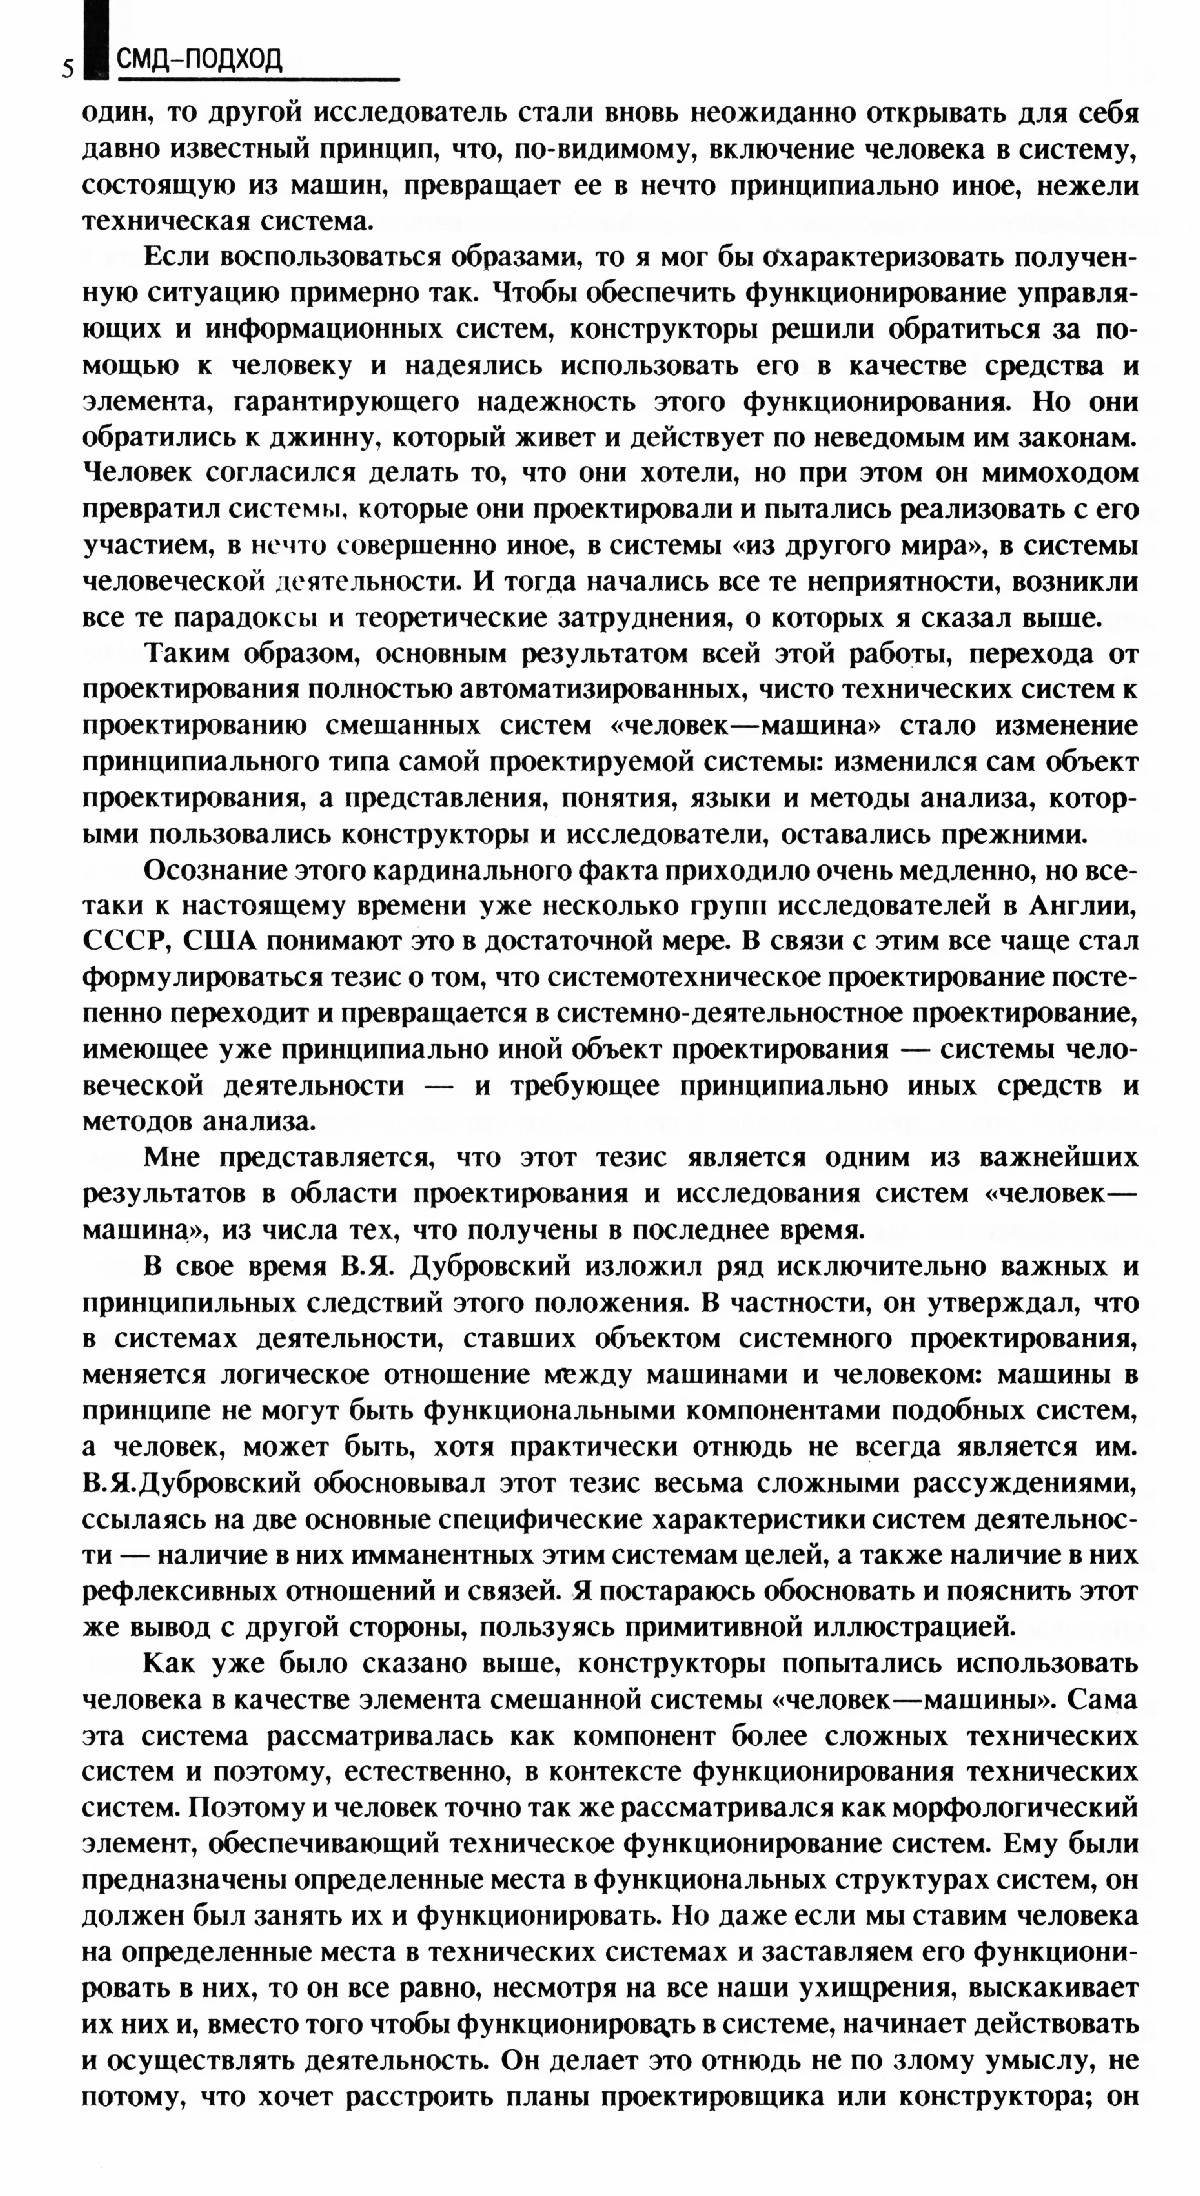 5 СМД-ПОДХОД
один, то другой исследователь стали вновь неожиданно открывать для себя
давно известный принцип, что, по-видимому, включение человека в систему,
состоящую из машин, превращает ее в нечто принципиально иное, нежели
техническая система.
Если воспользоваться образами, то я мог бы охарактеризовать получен-
ную ситуацию примерно так. Чтобы обеспечить функционирование управля-
ющих и информационных систем, конструкторы решили обратиться за по-
мощью к человеку и надеялись использовать его в качестве средства и
элемента, гарантирующего надежность этого функционирования. Но они
обратились к джинну, который живет и действует по неведомым им законам.
Человек согласился делать то, что они хотели, но при этом он мимоходом
превратил системы, которые они проектировали и пытались реализовать с его
участием, в нечто совершенно иное, в системы «из другого мира», в системы
человеческой деятельности. И тогда начались все те неприятности, возникли
все те парадоксы и теоретические затруднения, о которых я сказал выше.
Таким образом, основным результатом всей этой работы, перехода от
проектирования полностью автоматизированных, чисто технических систем к
проектированию смешанных систем «человек—машина» стало изменение
принципиального типа самой проектируемой системы: изменился сам объект
проектирования, а представления, понятия, языки и методы анализа, котор-
ыми пользовались конструкторы и исследователи, оставались прежними.
Осознание этого кардинального факта приходило очень медленно, но все-
таки к настоящему времени уже несколько групп исследователей в Англии,
СССР, США понимают это в достаточной мере. В связи с этим все чаще стал
формулироваться тезис о том, что системотехническое проектирование посте-
пенно переходит и превращается в системно-деятельностное проектирование,
имеющее уже принципиально иной объект проектирования — системы чело-
веческой деятельности — и требующее принципиально иных средств и
методов анализа.
Мне представляется, что этот тезис является одним из важнейших
результатов в области проектирования и исследования систем «человек—
машина», из числа тех, что получены в последнее время.
В свое время В.Я. Дубровский изложил ряд исключительно важных и
принципильных следствий этого положения. В частности, он утверждал, что
в системах деятельности, ставших объектом системного проектирования,
меняется логическое отношение между машинами и человеком: машины в
принципе не могут быть функциональными компонентами подобных систем,
а человек, может быть, хотя практически отнюдь не всегда является им.
В.Я.Дубровский обосновывал этот тезис весьма сложными рассуждениями,
ссылаясь на две основные специфические характеристики систем деятельнос-
ти — наличие в них имманентных этим системам целей, а также наличие в них
рефлексивных отношений и связей. Я постараюсь обосновать и пояснить этот
же вывод с другой стороны, пользуясь примитивной иллюстрацией.
Как уже было сказано выше, конструкторы попытались использовать
человека в качестве элемента смешанной системы «человек—машины». Сама
эта система рассматривалась как компонент более сложных технических
систем и поэтому, естественно, в контексте функционирования технических
систем. Поэтому и человек точно так же рассматривался как морфологический
элемент, обеспечивающий техническое функционирование систем. Ему были
предназначены определенные места в функциональных структурах систем, он
должен был занять их и функционировать. Но даже если мы ставим человека
на определенные места в технических системах и заставляем его функциони-
ровать в них, то он все равно, несмотря на все наши ухищрения, выскакивает
их них и, вместо того чтобы функционировать в системе, начинает действовать
и осуществлять деятельность. Он делает это отнюдь не по злому умыслу, не
потому, что хочет расстроить планы проектировщика или конструктора; он